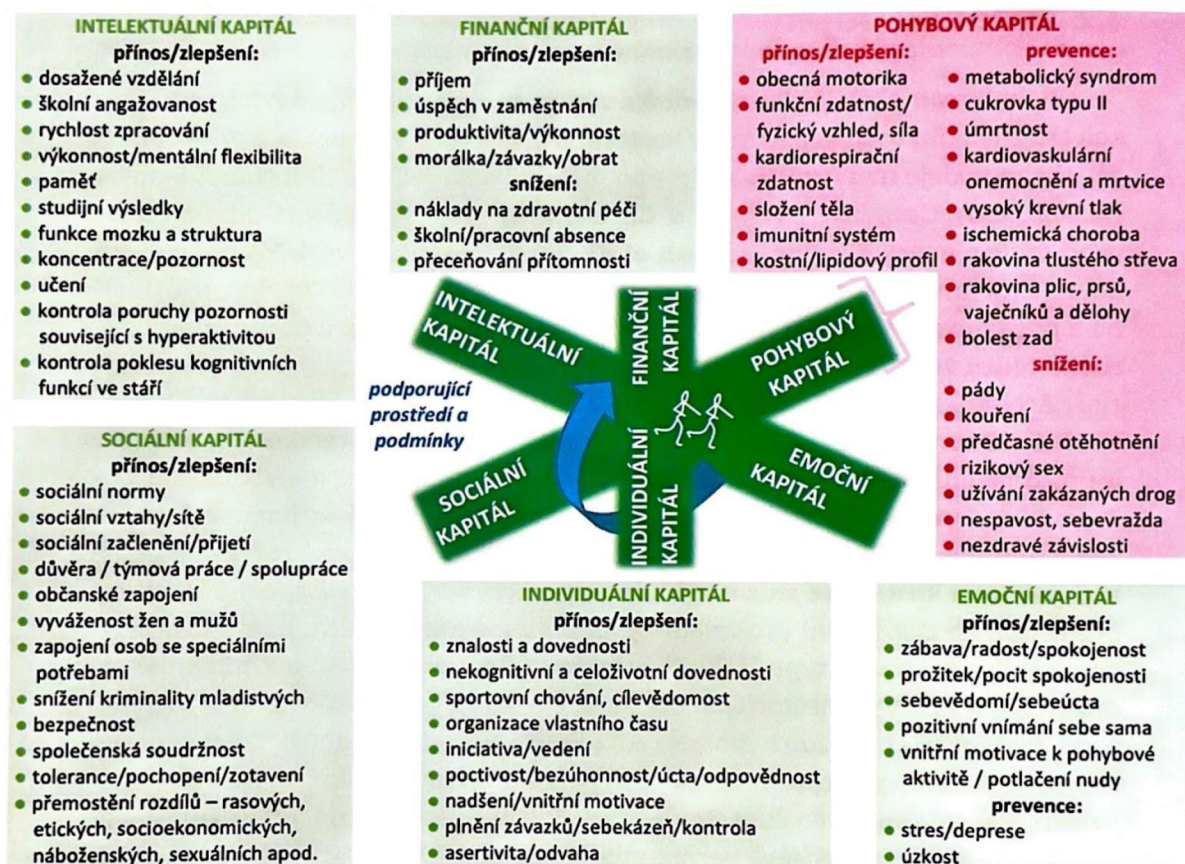 INTELEKTUÁLNÍ KAPITÁL
přínos/zlepšení:
• dosažené vzdělání
• školní angažovanost
• rychlost zpracování
• výkonnost/mentální flexibilita
• paměť
• studijní výsledky
• funkce mozku a struktura
• koncentrace/pozornost
• učení
• kontrola poruchy pozornosti
související s hyperaktivitou
• kontrola poklesu kognitivních
funkcí ve stáří
FINANČNÍ KAPITÁL
přínos/zlepšení:
• příjem
• úspěch v zaměstnání
• produktivita/výkonnost
• morálka/závazky/obrat
snížení:
• náklady na zdravotní péči
• školní/pracovní absence
• přeceňování přítomnosti
POHYBOVÝ KAPITÁL
přínos/zlepšení:
• obecná motorika
• funkční zdatnost/
fyzický vzhled, síla
• kardiorespirační
zdatnost
• složení těla
• imunitní systém
• kostní/lipidový profil
prevence:
• metabolický syndrom
• cukrovka typu II
• úmrtnost
• kardiovaskulární
onemocnění a mrtvice
• vysoký krevní tlak
• ischemická choroba
• rakovina tlustého střeva
• rakovina plic, prsů,
vaječníků a dělohy
• bolest zad
snížení:
• pády
• kouření
• předčasné otěhotnění
• rizikový sex
• užívání zakázaných drog
• nespavost, sebevražda
• nezdravé závislosti
INTELEKTUÁLNÍ
KAPITÁL
FINANČNÍ
KAPITÁL
POHYBOVÝ
KAPITÁL
podporující
prostředí a
podmínky
SOCIÁLNÍ
KAPITÁL
INDIVIDUÁLNÍ
KAPITÁL
EMOČNÍ
KAPITÁL
SOCIÁLNÍ KAPITÁL
přínos/zlepšení:
• sociální normy
• sociální vztahy/sítě
• sociální začlenění/přijetí
• důvěra / týmová práce / spolupráce
• občanské zapojení
• vyváženost žen a mužů
• zapojení osob se speciálními
potřebami
• snížení kriminality mladistvých
• bezpečnost
• společenská soudržnost
• tolerance/pochopení/zotavení
• přemostění rozdílů – rasových,
etických, socioekonomických,
náboženských, sexuálních apod.
INDIVIDUÁLNÍ KAPITÁL
přínos/zlepšení:
• znalosti a dovednosti
• nekognitivní a celoživotní dovednosti
• sportovní chování, cílevědomost
• organizace vlastního času
• iniciativa/vedení
• poctivost/bezúhonnost/úcta/odpovědnost
• nadšení/vnitřní motivace
• plnění závazků/sebekázeň/kontrola
• asertivita/odvaha
EMOČNÍ KAPITÁL
přínos/zlepšení:
• zábava/radost/spokojenost
• prožitek/pocit spokojenosti
• sebevědomí/sebeúcta
• pozitivní vnímání sebe sama
• vnitřní motivace k pohybové
aktivitě / potlačení nudy
prevence:
• stres/deprese
• úzkost